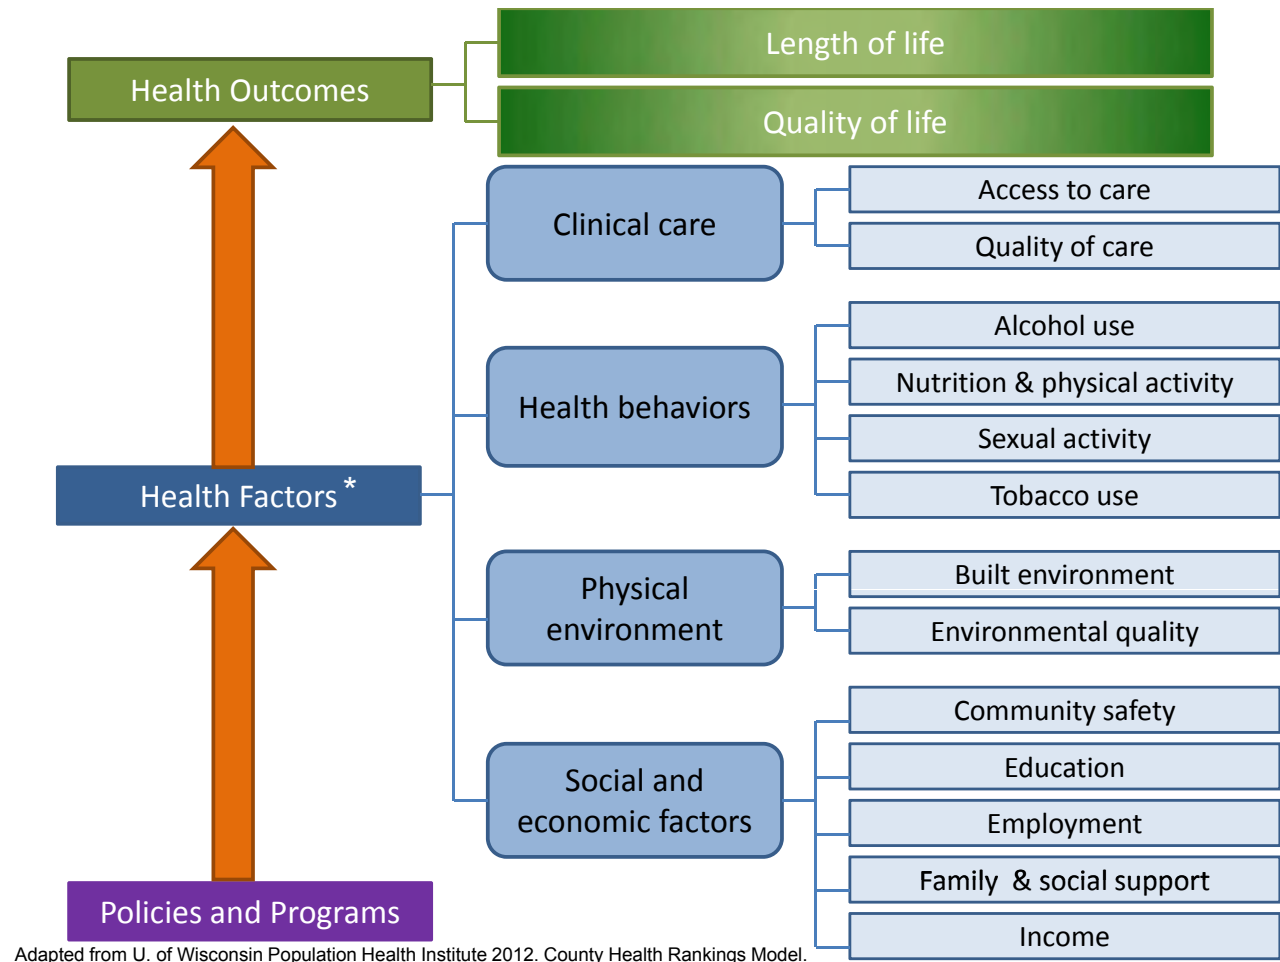 Length of life
Health Outcomes
Quality of life
Clinical care
Access to care
Quality of care
Health behaviors
Alcohol use
Nutrition & physical activity
Sexual activity
Tobacco use
Health Factors *
Physical
environment
Built environment
Environmental quality
Social and
economic factors
Community safety
Education
Employment
Family & social support
Income
Policies and Programs
Adapted from U. of Wisconsin Population Health Institute 2012. County Health Rankings Model.